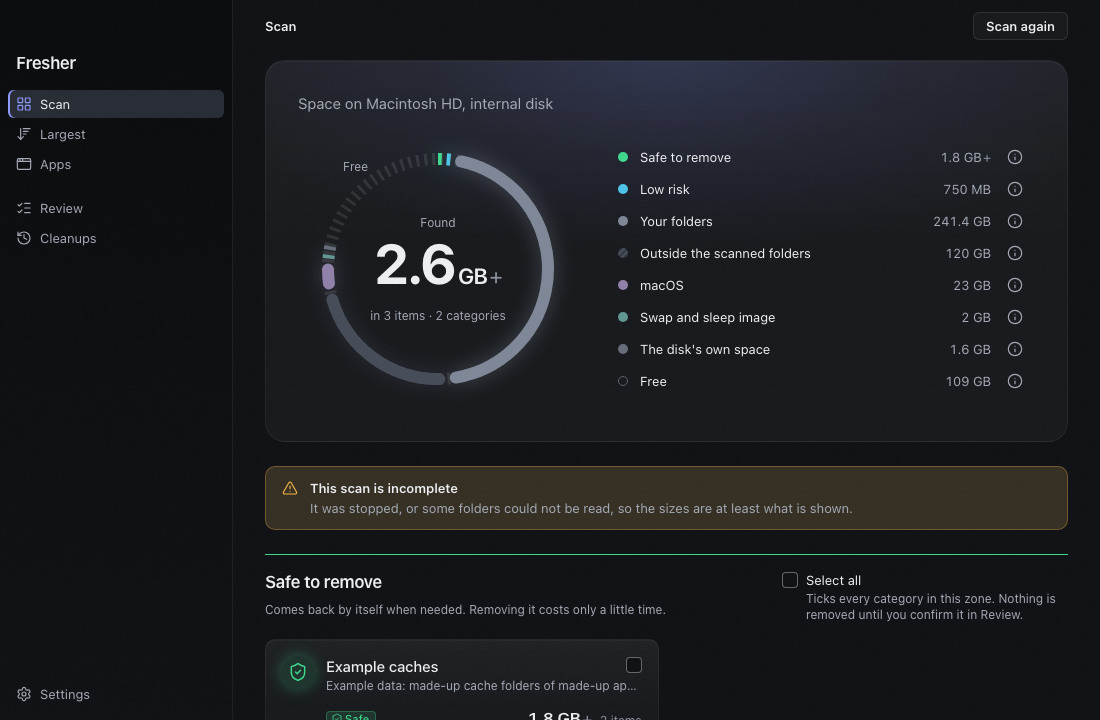 Fresher
Scan
Largest
Apps
Review
Cleanups
Settings
Scan
Scan again
Space on Macintosh HD, internal disk
Free
Found
2.6 GB+
in 3 items · 2 categories
Safe to remove 1.8 GB+
Low risk 750 MB
Your folders 241.4 GB
Outside the scanned folders 120 GB
macOS 23 GB
Swap and sleep image 2 GB
The disk's own space 1.6 GB
Free 109 GB
This scan is incomplete
It was stopped, or some folders could not be read, so the sizes are at least what is shown.
Safe to remove
Comes back by itself when needed. Removing it costs only a little time.
Select all
Ticks every category in this zone. Nothing is
removed until you confirm it in Review.
Example caches
Example data: made-up cache folders of made-up ap…
Safe 1.8 GB+ 2 items